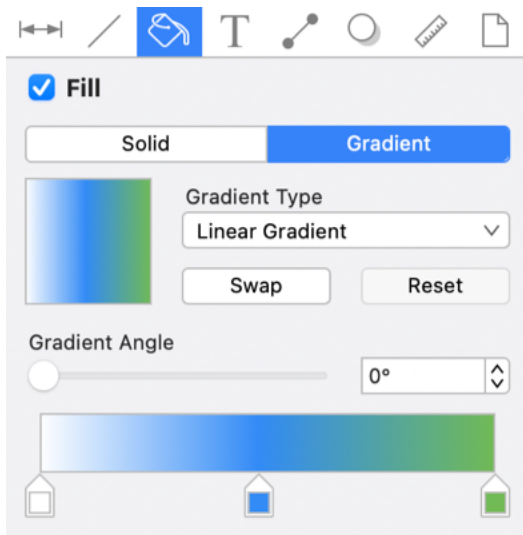 T
Fill
Solid Gradient
Gradient Type
Linear Gradient
Swap Reset
Gradient Angle
0°